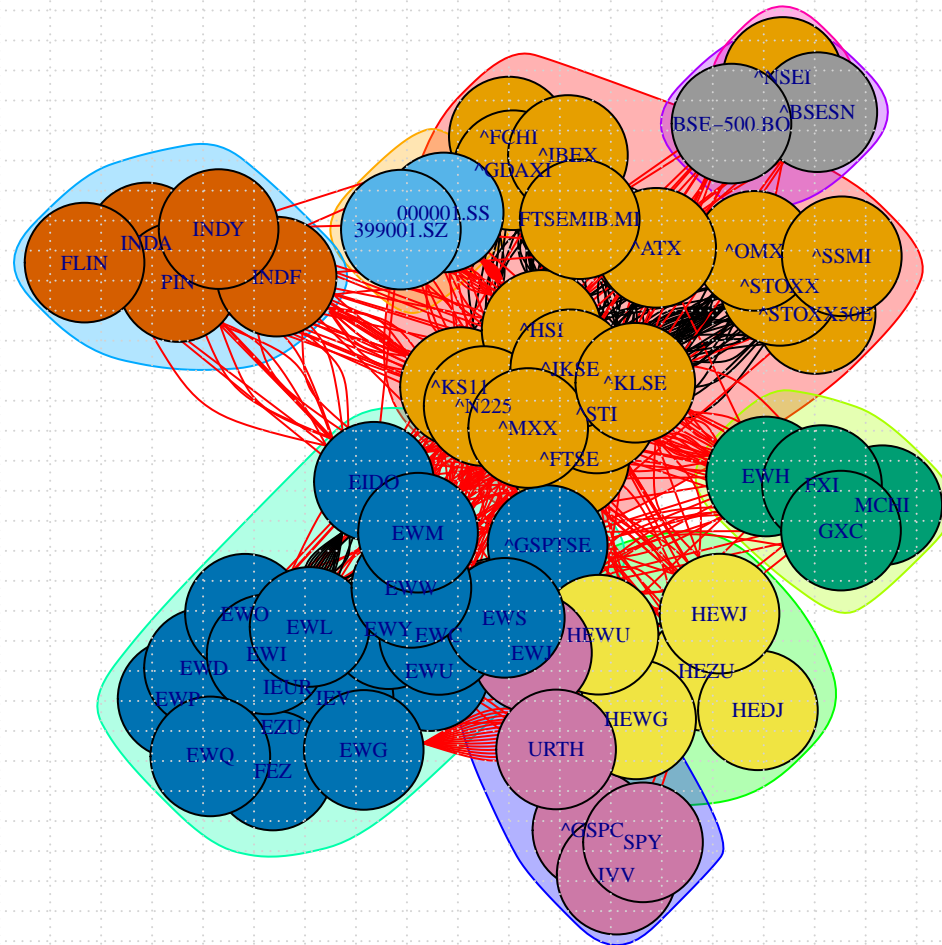 ^NSEI
^BSESN
BSE-500.BO
^FCHI
^IBEX
^GDAXI
000001.SS
399001.SZ
FTSEMIB.MI
^ATX
^OMX
^SSMI
^STOXX
^STOXX50E
INDA
INDY
FLIN
PIN
INDF
^HSI
^JKSE
^KLSE
^KS11
^N225
^STI
^MXX
^FTSE
EIDO
EWM
^GSPTSE
EWH
FXI
MCHI
GXC
EWW
EWO
EWL
EWY
EWC
EWS
EWJ
HEWU
HEWJ
EWD
EWI
EWU
HEZU
EWP
IEUR
IEV
HEWG
HEDJ
EZU
EWQ
EWG
FEZ
URTH
^GSPC
SPY
IVV